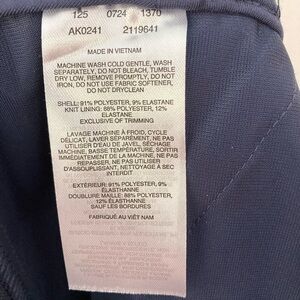 125 0724 1370
AK0241 2119641
MADE IN VIETNAM
MACHINE WASH COLD GENTLE, WASH
SEPARATELY, DO NOT BLEACH, TUMBLE
DRY LOW, REMOVE PROMPTLY, DO NOT
IRON, DO NOT USE FABRIC SOFTENER,
DO NOT DRYCLEAN
SHELL: 91% POLYESTER, 9% ELASTANE
KNIT LINING: 88% POLYESTER, 12%
ELASTANE
EXCLUSIVE OF TRIMMING
LAVAGE MACHINE À FROID, CYCLE
DÉLICAT, LAVER SÉPARÉMENT, NE PAS
UTILISER D'EAU DE JAVEL, SÉCHAGE
MACHINE, BASSE TEMPÉRATURE, SORTIR
IMMÉDIATEMENT DE LA MACHINE, NE PAS
REPASSER,
NE PAS UTILISER
D'ASSOUPLISSANT, NETTOYAGE A SEC
INTERDIT
EXTÉRIEUR: 91% POLYESTER, 9%
ÉLASTHANNE
DOUBLURE MAILLE: 88% POLYESTER,
12% ÉLASTHANNE
SAUF LES BORDURES
FABRIQUÉ AU VIÊT NAM